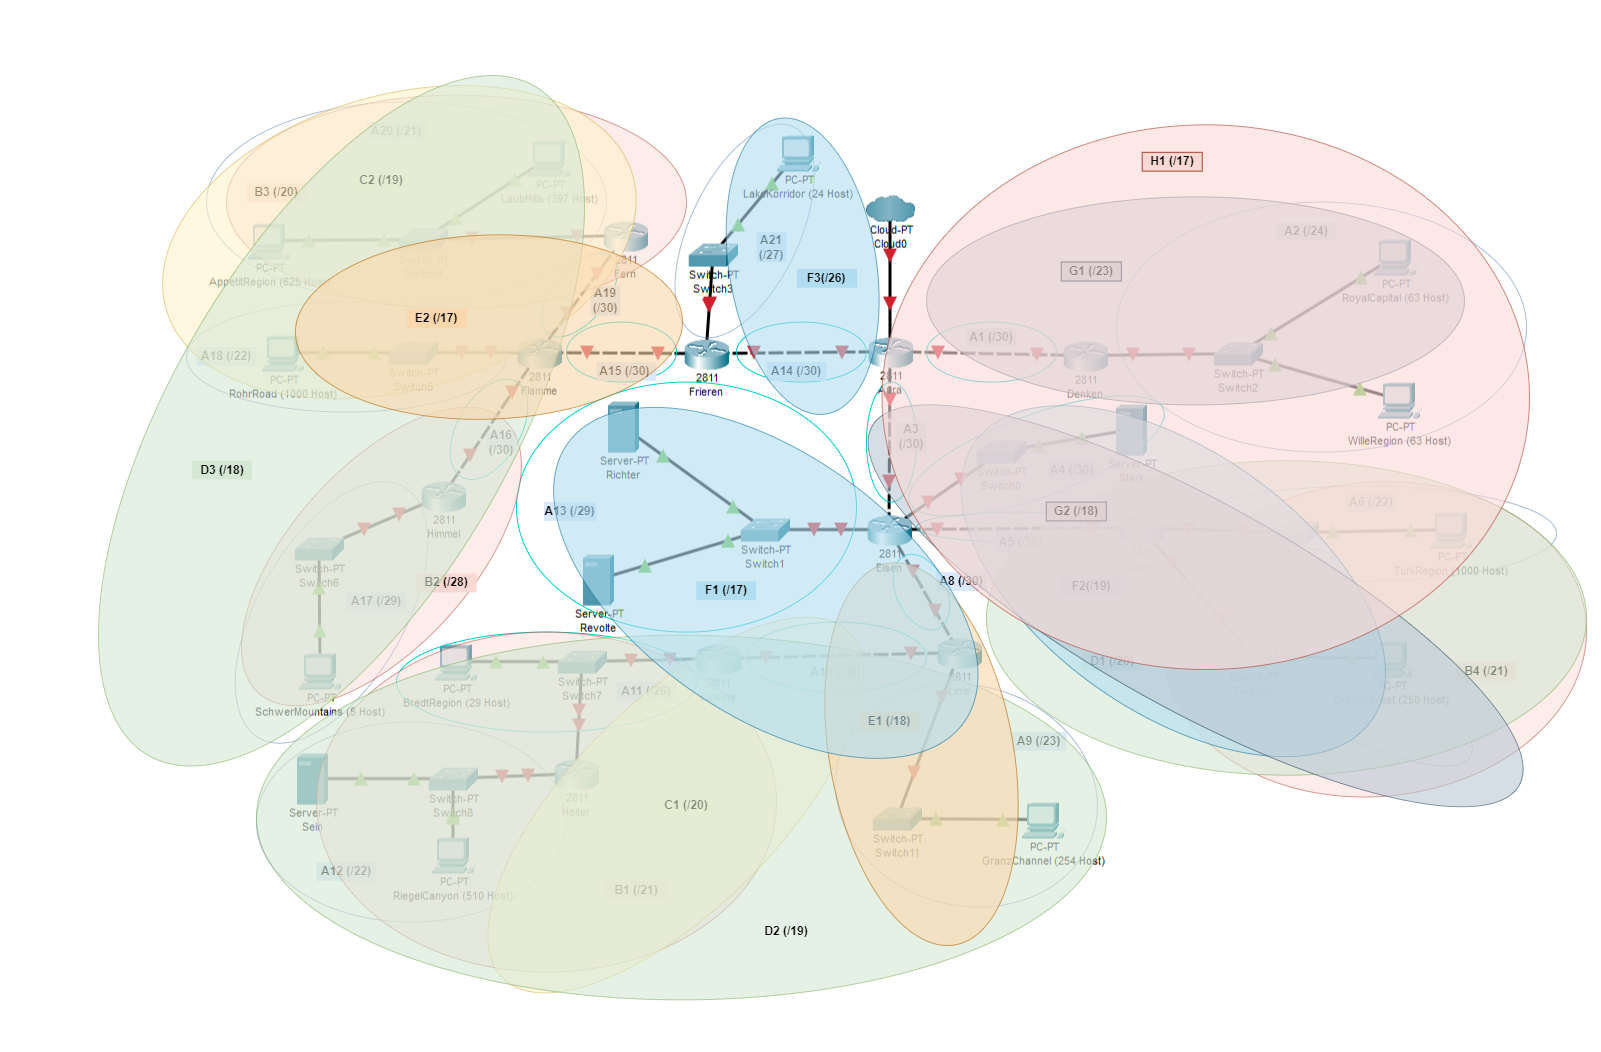 A20 (/21)
C2 (/19)
B3 (/20)
PC-PT
LaubHills (397 Host)
Switch-PT
Switch4
PC-PT
AppetitRegion (625 Host)
2811
Fern
A19
(/30)
E2 (/17)
A18 (/22)
PC-PT
RohrRoad (1000 Host)
Switch-PT
Switch5
2811
Flamme
A15 (/30)
2811
Frieren
A14 (/30)
PC-PT
LakeKorridor (24 Host)
A21
(/27)
Switch-PT
Switch3
F3(/26)
Cloud-PT
Cloud0
H1 (/17)
A2 (/24)
G1 (/23)
PC-PT
RoyalCapital (63 Host)
A1 (/30)
2811
Aura
2811
Denken
Switch-PT
Switch2
PC-PT
WilleRegion (63 Host)
D3 (/18)
A16
(/30)
2811
Himmel
Switch-PT
Switch6
A17 (/29)
B2 (/28)
PC-PT
SchwerMountains (5 Host)
Server-PT
Richter
A13 (/29)
Switch-PT
Switch1
F1 (/17)
Server-PT
Revolte
A3
(/30)
A4 (/30)
Switch-PT
Switch0
Server-PT
Stark
2811
Eisen
G2 (/18)
A5 (/30)
A6 (/22)
PC-PT
TurkRegion (1000 Host)
A8 (/30)
F2(/19)
D1 (/20)
B4 (/21)
PC-PT
(250 Host)
PC-PT
BredtRegion (29 Host)
Switch-PT
Switch7
A11 (/26)
2811
2811
Lime
E1 (/18)
A9 (/23)
Server-PT
Sein
Switch-PT
Switch8
2811
Heiter
C1 (/20)
Switch-PT
Switch11
PC-PT
GranzChannel (254 Host)
A12 (/22)
PC-PT
RiegelCanyon (510 Host)
B1 (/21)
D2 (/19)